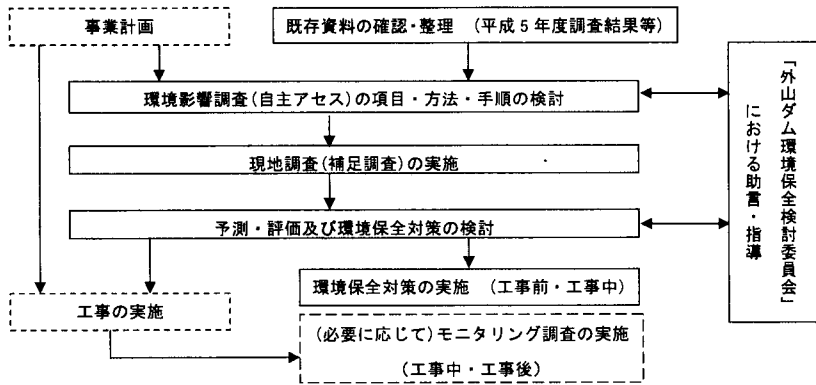 事業計画
既存資料の確認・整理 (平成5年度調査結果等)
環境影響調査(自主アセス)の項目・方法・手順の検討
現地調査(補足調査)の実施
予測・評価及び環境保全対策の検討
環境保全対策の実施 (工事前・工事中)
工事の実施
(必要に応じて)モニタリング調査の実施
(工事中・工事後)
「外山ダム環境保全検討委員会」
における助言・指導